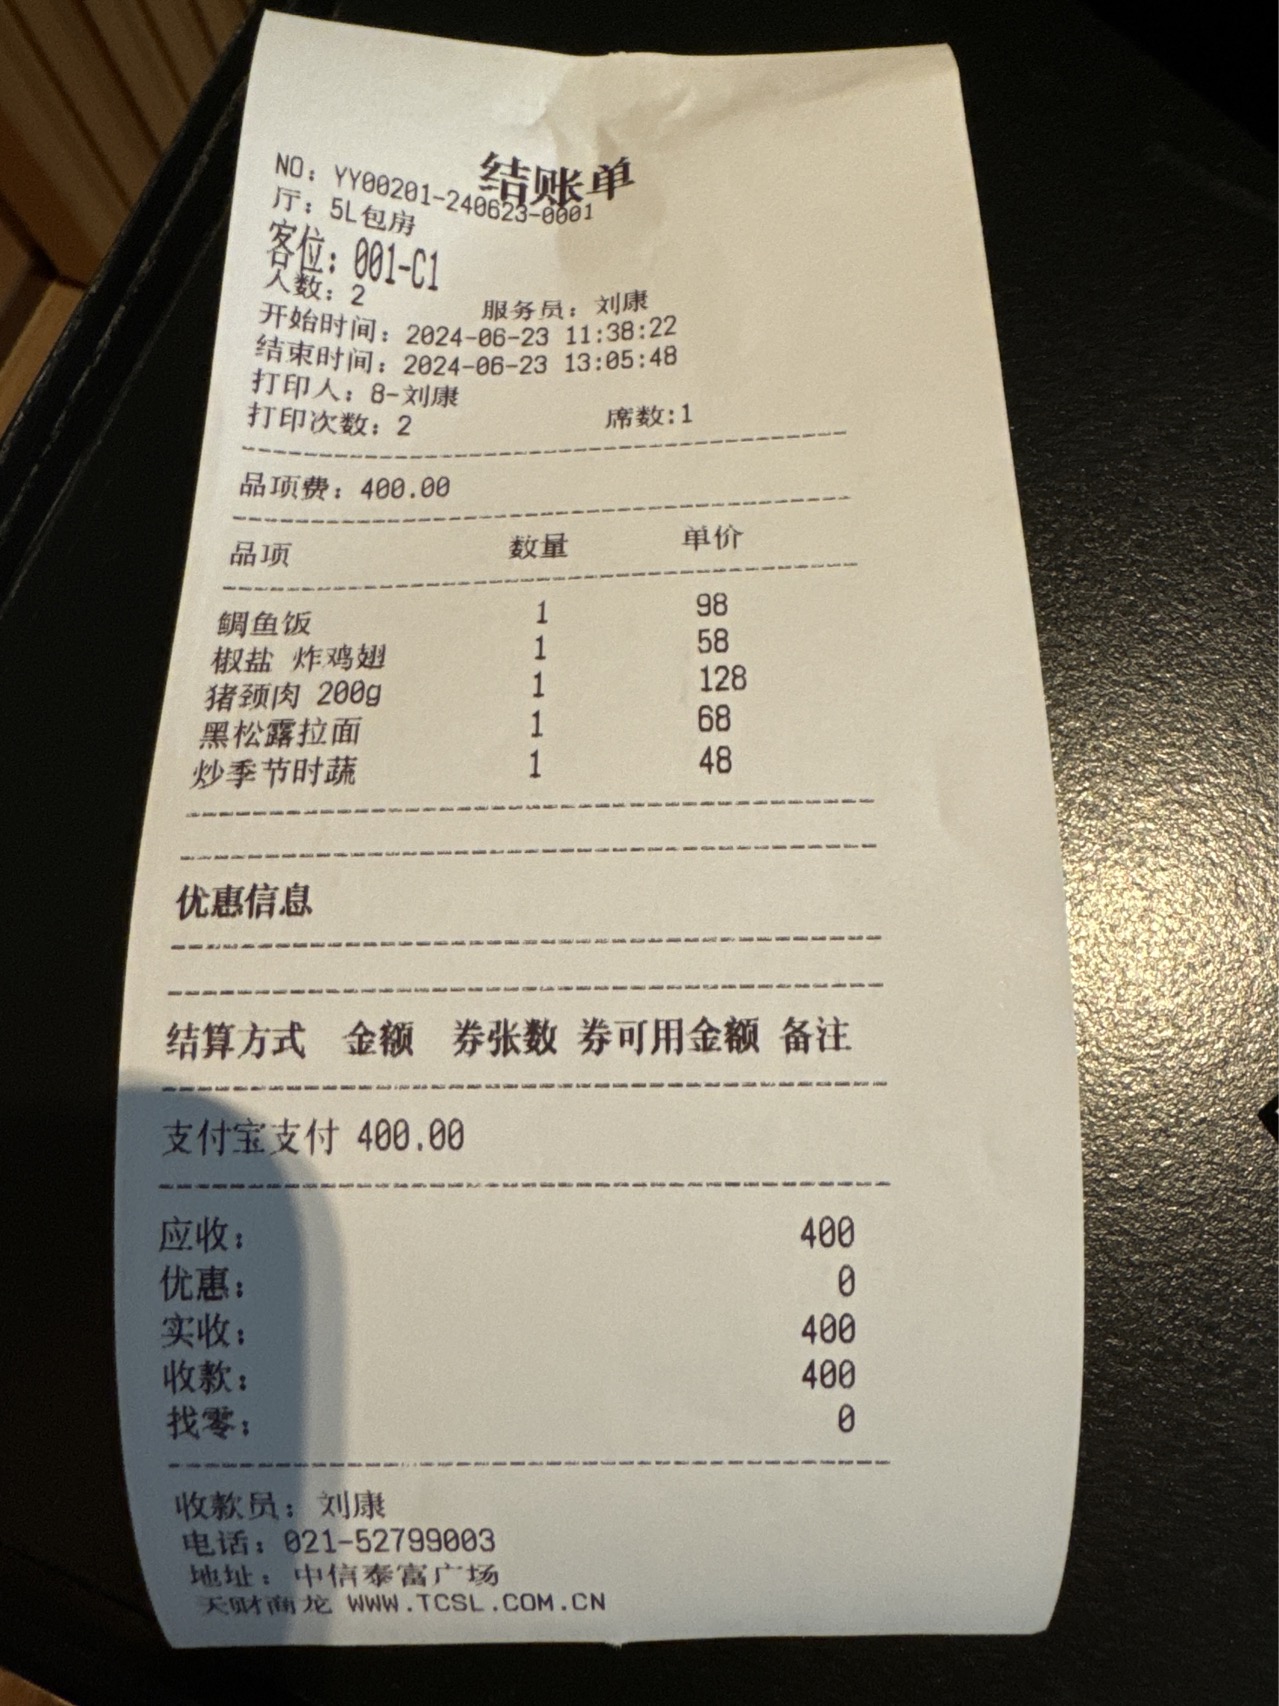 结账单
NO: YY00201-240623-0001
厅: 5L包房
客位: 001-C1
人数: 2 服务员: 刘康
开始时间: 2024-06-23 11:38:22
结束时间: 2024-06-23 13:05:48
打印人: 8-刘康
打印次数: 2 席数:1
品项费: 400.00
品项 数量 单价
鲷鱼饭 1 98
椒盐 炸鸡翅 1 58
猪颈肉 200g 1 128
黑松露拉面 1 68
炒季节时蔬 1 48
优惠信息
结算方式 金额 券张数 券可用金额 备注
支付宝支付 400.00
应收: 400
优惠: 0
实收: 400
收款: 400
找零: 0
收款员: 刘康
电话: 021-52799003
地址: 中信泰富广场
天财商龙 WWW.TCSL.COM.CN